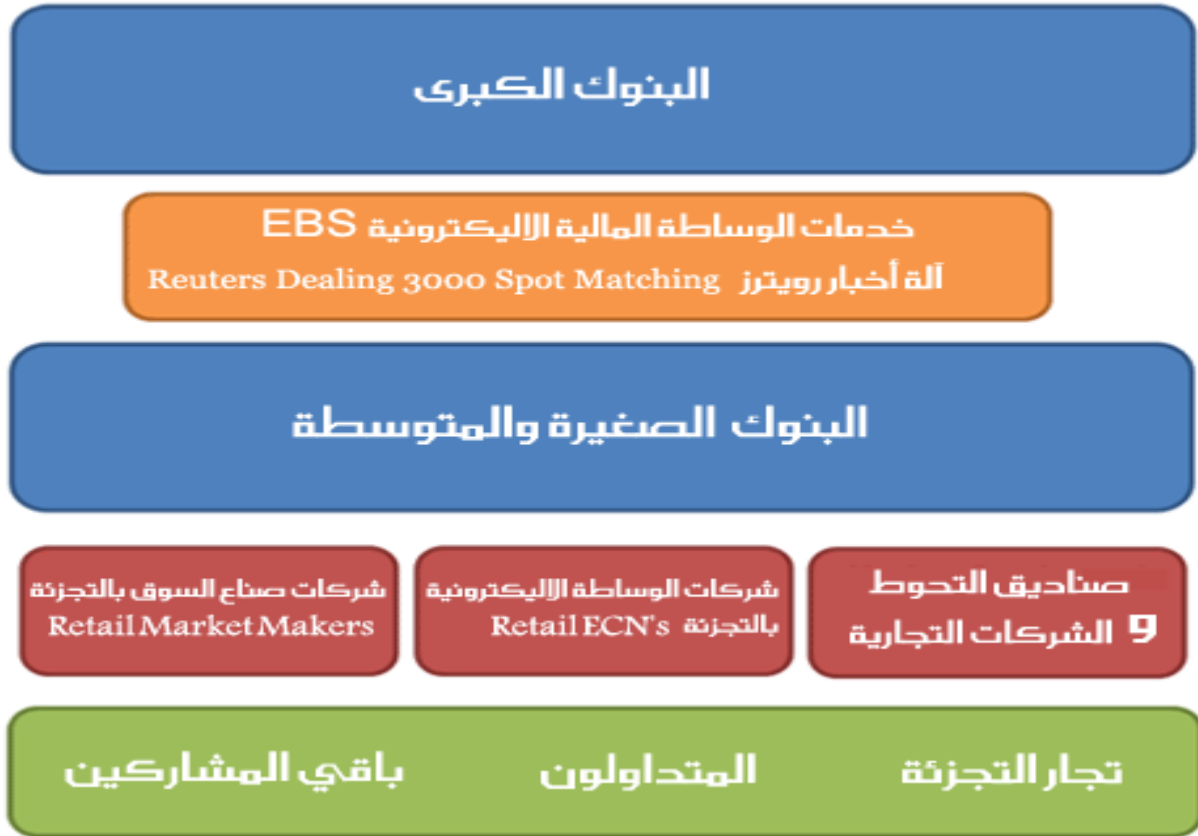 البنوك الكبرى
خدمات الوساطة المالية الاليكترونية EBS
آلة أخبار رويترز Reuters Dealing 3000 Spot Matching
البنوك الصغيرة والمتوسطة
صناديق التحوط
و الشركات التجارية
شركات الوساطة الاليكترونية
بالتجزئة Retail ECN's
شركات صناع السوق بالتجزئة
Retail Market Makers
تجار التجزئة
المتداولون
باقي المشاركين